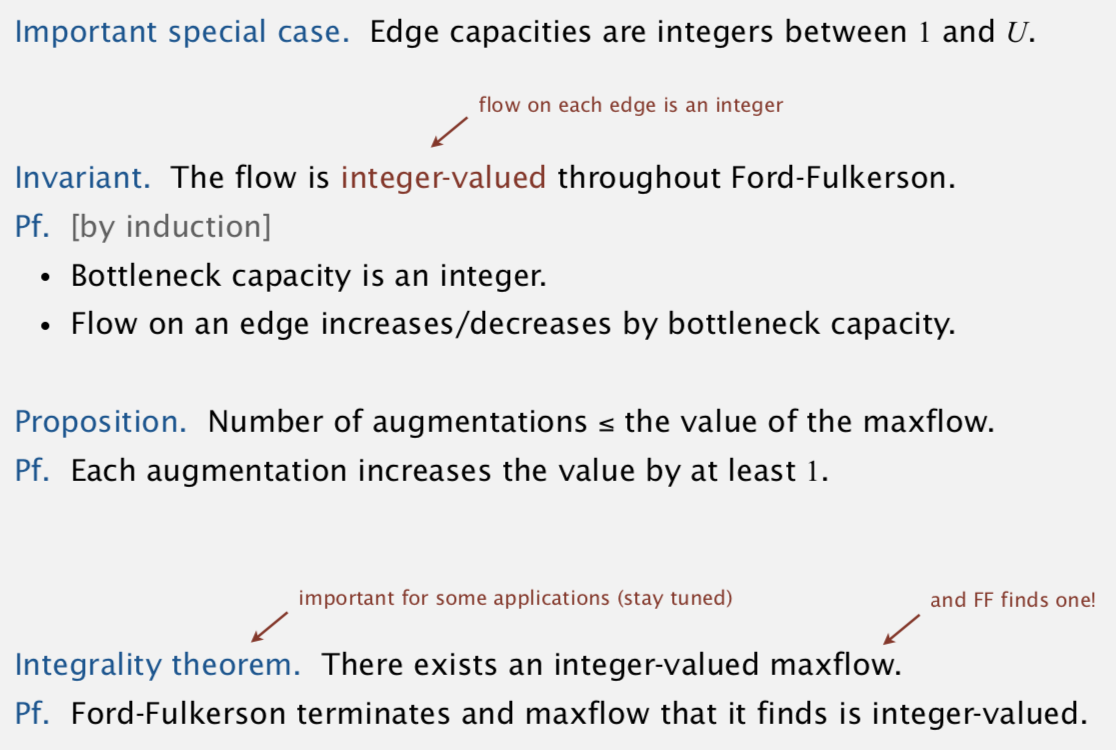 Important special case. Edge capacities are integers between 1 and U.
flow on each edge is an integer
Invariant. The flow is integer-valued throughout Ford-Fulkerson.
Pf. [by induction]
• Bottleneck capacity is an integer.
• Flow on an edge increases/decreases by bottleneck capacity.
Proposition. Number of augmentations ≤ the value of the maxflow.
Pf. Each augmentation increases the value by at least 1.
important for some applications (stay tuned)
and FF finds one!
Integrality theorem. There exists an integer-valued maxflow.
Pf. Ford-Fulkerson terminates and maxflow that it finds is integer-valued.